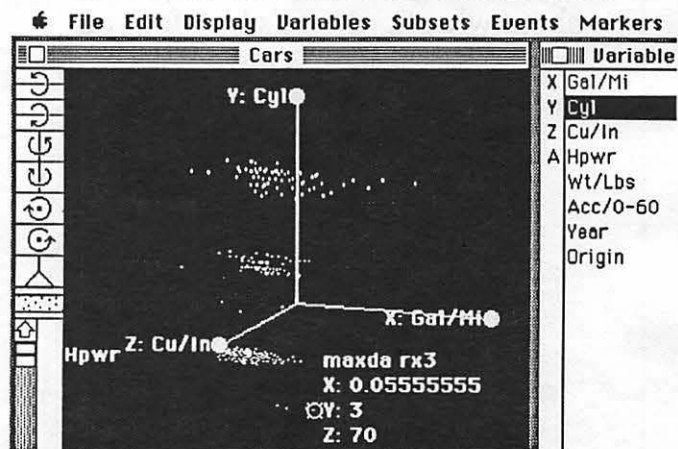 File Edit Display Variables Subsets Events Markers
Cars
Variable
Y: Cyl
X Gal/Mi
Y Cyl
Z Cu/In
A Hpwr
Wt/Lbs
Acc/0-60
Year
Origin
X: Gal/Mi
Z: Cu/In
Hpwr
maxda rx3
X: 0.05555555
Y: 3
Z: 70